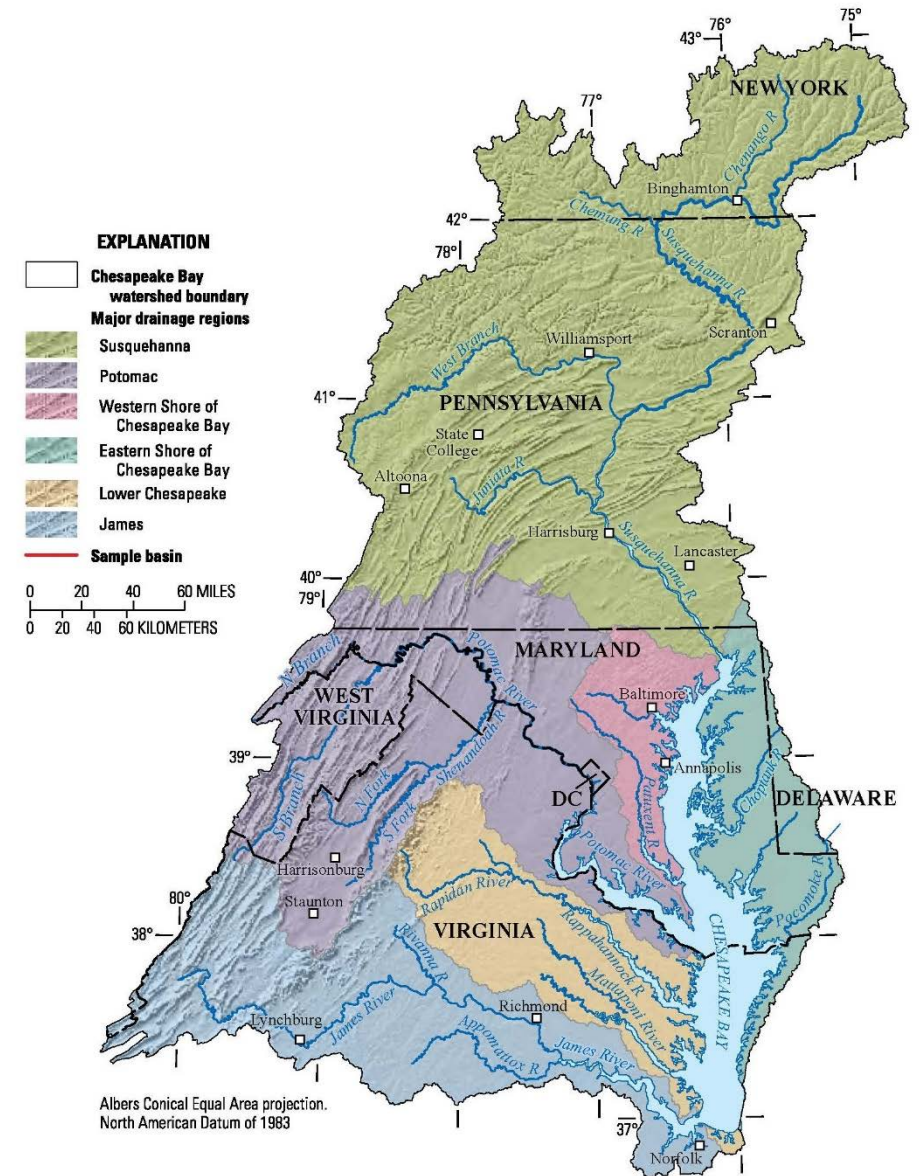 75°
76°
43°
NEW YORK
77°
Chenango R
Binghamton
Chemung R
42°
Susquehanna R
78°
EXPLANATION
Chesapeake Bay
watershed boundary
Major drainage regions
Susquehanna
Potomac
Western Shore of
Chesapeake Bay
Eastern Shore of
Chesapeake Bay
Lower Chesapeake
James
Sample basin
0 20 40 60 MILES
0 20 40 60 KILOMETERS
Scranton
Williamsport
West Branch
41°
PENNSYLVANIA
State
College
Altoona
Juniata R
Harrisburg
Susquehanna R
Lancaster
40°
79°
MARYLAND
N Branch
Potomac River
WEST
VIRGINIA
Baltimore
39°
Shenandoah R
Annapolis
Choptank R
N Fork
S Fork
S Branch
DC
Patuxent R
DELAWARE
Potomac River
Harrisonburg
Pocomoke R
Staunton
80°
38°
Rapidan River
VIRGINIA
Rappahannock R
CHESAPEAKE BAY
Rivanna R
Mattaponi River
Richmond
James River
Lynchburg
Appomattox R
James River
37°
Norfolk
Albers Conical Equal Area projection.
North American Datum of 1983